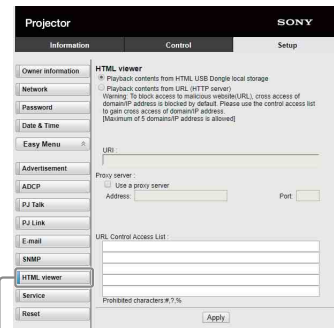 Projector
SONY
Information
Control
Setup
Owner information
Network
Password
Date & Time
Easy Menu
Advertisement
ADCP
PJ Talk
PJ Link
E-mail
SNMP
HTML viewer
Service
Reset
HTML viewer
Playback contents from HTML USB Dongle local storage
Playback contents from URL (HTTP server)
Warning: To block access to malicious website(URL), cross access of
domain/IP address is blocked by default. Please use the control access list
to gain cross access of domain/IP address.
[Maximum of 5 domains/IP address is allowed]
URI :
Proxy server :
Use a proxy server
Address:
Port:
URL Control Access List :
Prohibited characters:#,?,%
Apply